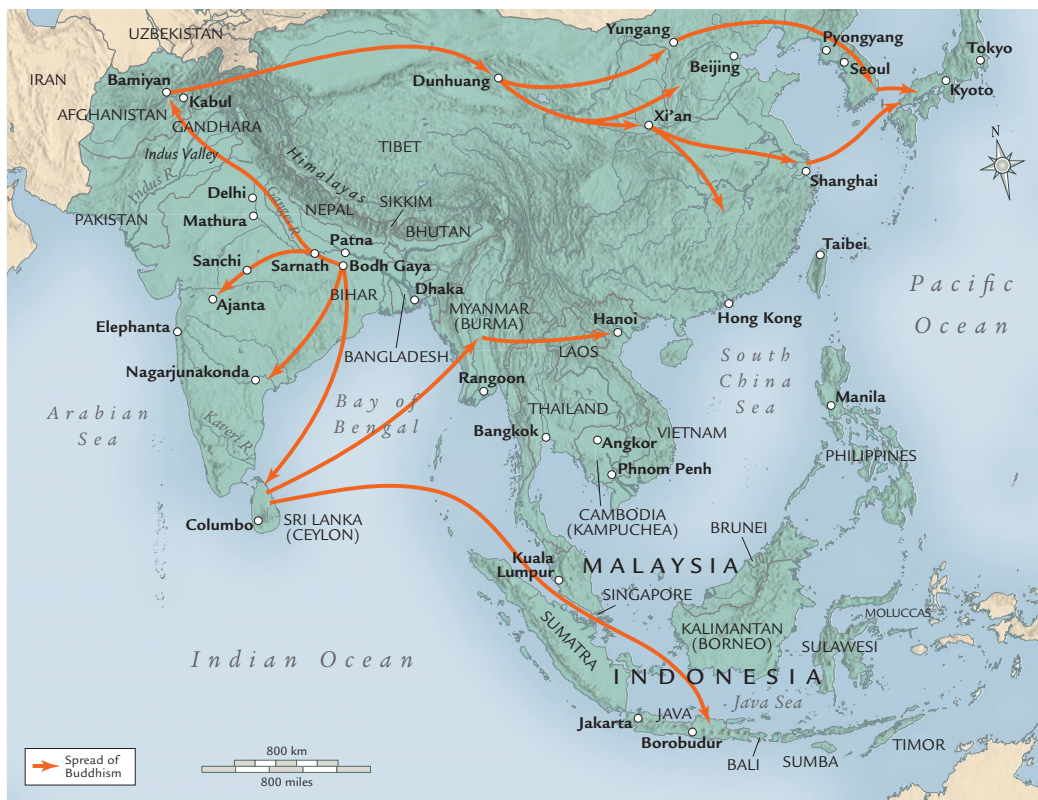 UZBEKISTAN
Yungang
Pyongyang
Tokyo
IRAN
Bamiyan
Dunhuang
Beijing
Seoul
Kabul
Kyoto
AFGHANISTAN
GANDHARA
Xi'an
Indus Valley
Himalayas
TIBET
N
Indus R.
Shanghai
Delhi
Ganges R.
NEPAL
SIKKIM
PAKISTAN
Mathura
BHUTAN
Patna
Taibei
Sanchi
Sarnath
Bodh Gaya
Pacific
Ocean
BIHAR
Dhaka
Ajanta
MYANMAR
(BURMA)
Hong Kong
Elephanta
Hanoi
BANGLADESH
LAOS
South
China
Sea
Nagarjunakonda
Rangoon
Arabian
Sea
Bay of
Bengal
THAILAND
Manila
Kaveri R.
Bangkok
Angkor
VIETNAM
PHILIPPINES
Phnom Penh
Columbo
SRI LANKA
(CEYLON)
CAMBODIA
(KAMPUCHEA)
BRUNEI
Kuala
Lumpur
MALAYSIA
SINGAPORE
MOLUCCAS
SUMATRA
KALIMANTAN
(BORNEO)
SULAWESI
Indian Ocean
INDONESIA
Java Sea
Jakarta
JAVA
Borobudur
BALI
SUMBA
TIMOR
Spread of
Buddhism
800 km
800 miles